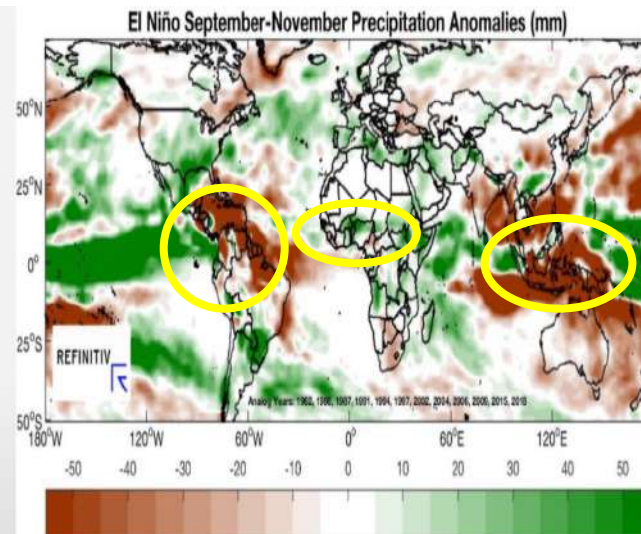 El Niño September-November Precipitation Anomalies (mm)
50°N
25°N
0°
25°S
50°S
REFINITIV
180°W 120°W 60°W 0° 60°E 120°E
-50 -40 -30 -20 -10 0 10 20 30 40 50